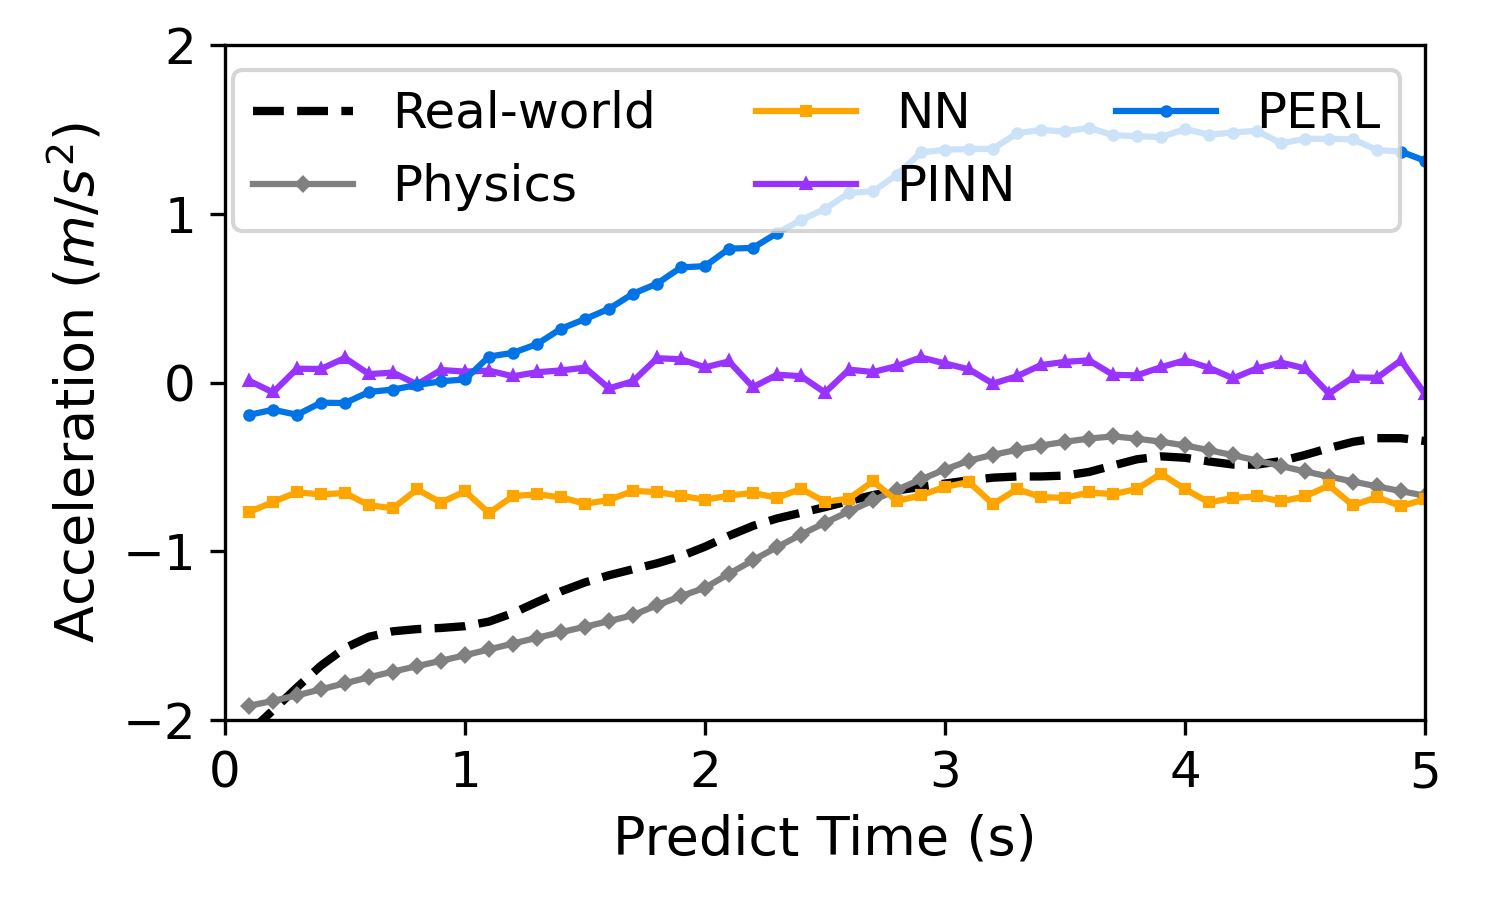 Acceleration (m/s²)
2
1
0
−1
−2
Real-world
Physics
NN
PINN
PERL
0 1 2 3 4 5
Predict Time (s)